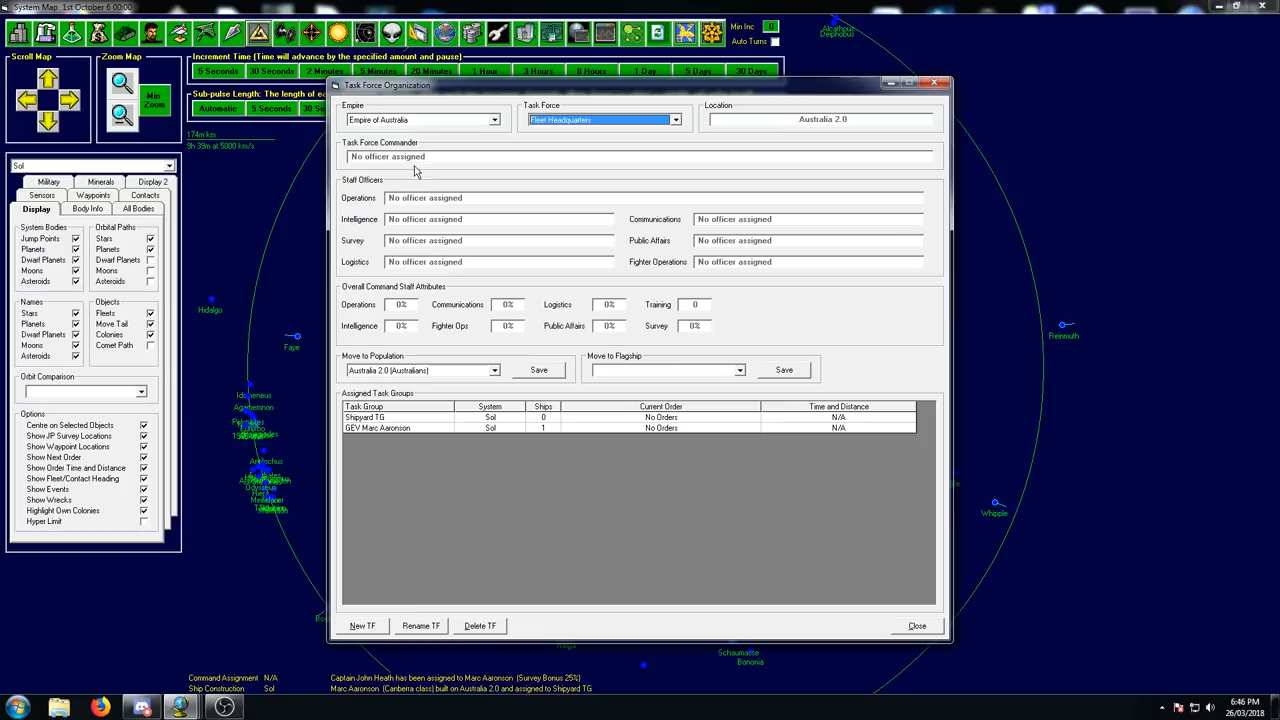 System Map  1st October 6 00:00
Min Inc 0
Auto Turns
Scroll Map
Zoom Map
Min Zoom
Increment Time (Time will advance by the specified amount and pause)
5 Seconds 30 Seconds 2 Minutes 5 Minutes 20 Minutes 1 Hour 3 Hours 8 Hours 1 Day 5 Days 30 Days
Sub-pulse Length: The length of ea
Automatic 5 Seconds 30 S
174m km
9h 39m at 5000 km/s
Sol
Military Minerals Display 2
Sensors Waypoints Contacts
Display Body Info All Bodies
System Bodies
Jump Points
Planets
Dwarf Planets
Moons
Asteroids
Orbital Paths
Stars
Planets
Dwarf Planets
Moons
Asteroids
Names
Stars
Planets
Dwarf Planets
Moons
Asteroids
Objects
Fleets
Move Tail
Colonies
Comet Path
Orbit Comparison
Options
Centre on Selected Objects
Show JP Survey Locations
Show Waypoint Locations
Show Next Order
Show Order Time and Distance
Show Fleet/Contact Heading
Show Events
Show Wrecks
Highlight Own Colonies
Hyper Limit
Alcathous
Dephobus
Hidalgo
Faye
Reinmuth
Whipple
Idomeneus
Agamemnon
Antilochus
Odysseus
Schaumasse
Bononia
Task Force Organization
Empire
Empire of Australia
Task Force
Fleet Headquarters
Location
Australia 2.0
Task Force Commander
No officer assigned
Staff Officers
Operations No officer assigned
Intelligence No officer assigned Communications No officer assigned
Survey No officer assigned Public Affairs No officer assigned
Logistics No officer assigned Fighter Operations No officer assigned
Overall Command Staff Attributes
Operations 0% Communications 0% Logistics 0% Training 0
Intelligence 0% Fighter Ops 0% Public Affairs 0% Survey 0%
Move to Population
Australia 2.0 (Australians) Save
Move to Flagship
Save
Assigned Task Groups
Task Group System Ships Current Order Time and Distance
Shipyard TG Sol 0 No Orders N/A
GEV Marc Aaronson Sol 1 No Orders N/A
New TF Rename TF Delete TF Close
Command Assignment N/A Captain John Heath has been assigned to Marc Aaronson (Survey Bonus 25%)
Ship Construction Sol Marc Aaronson (Canberra class) built on Australia 2.0 and assigned to Shipyard TG
6:46 PM
26/03/2018